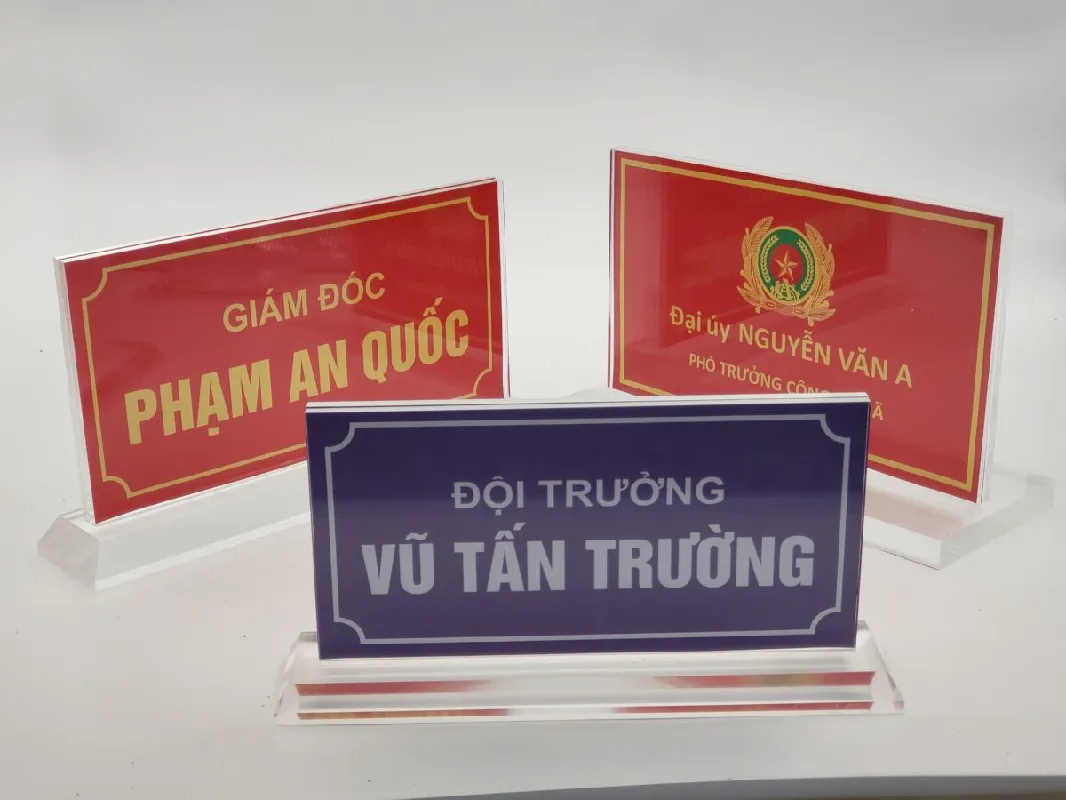 GIÁM ĐỐC
PHẠM AN QUỐC
Đại úy NGUYỄN VĂN A
PHÓ TRƯỞNG CÔNG
ĐỘI TRƯỞNG
VŨ TẤN TRƯỜNG